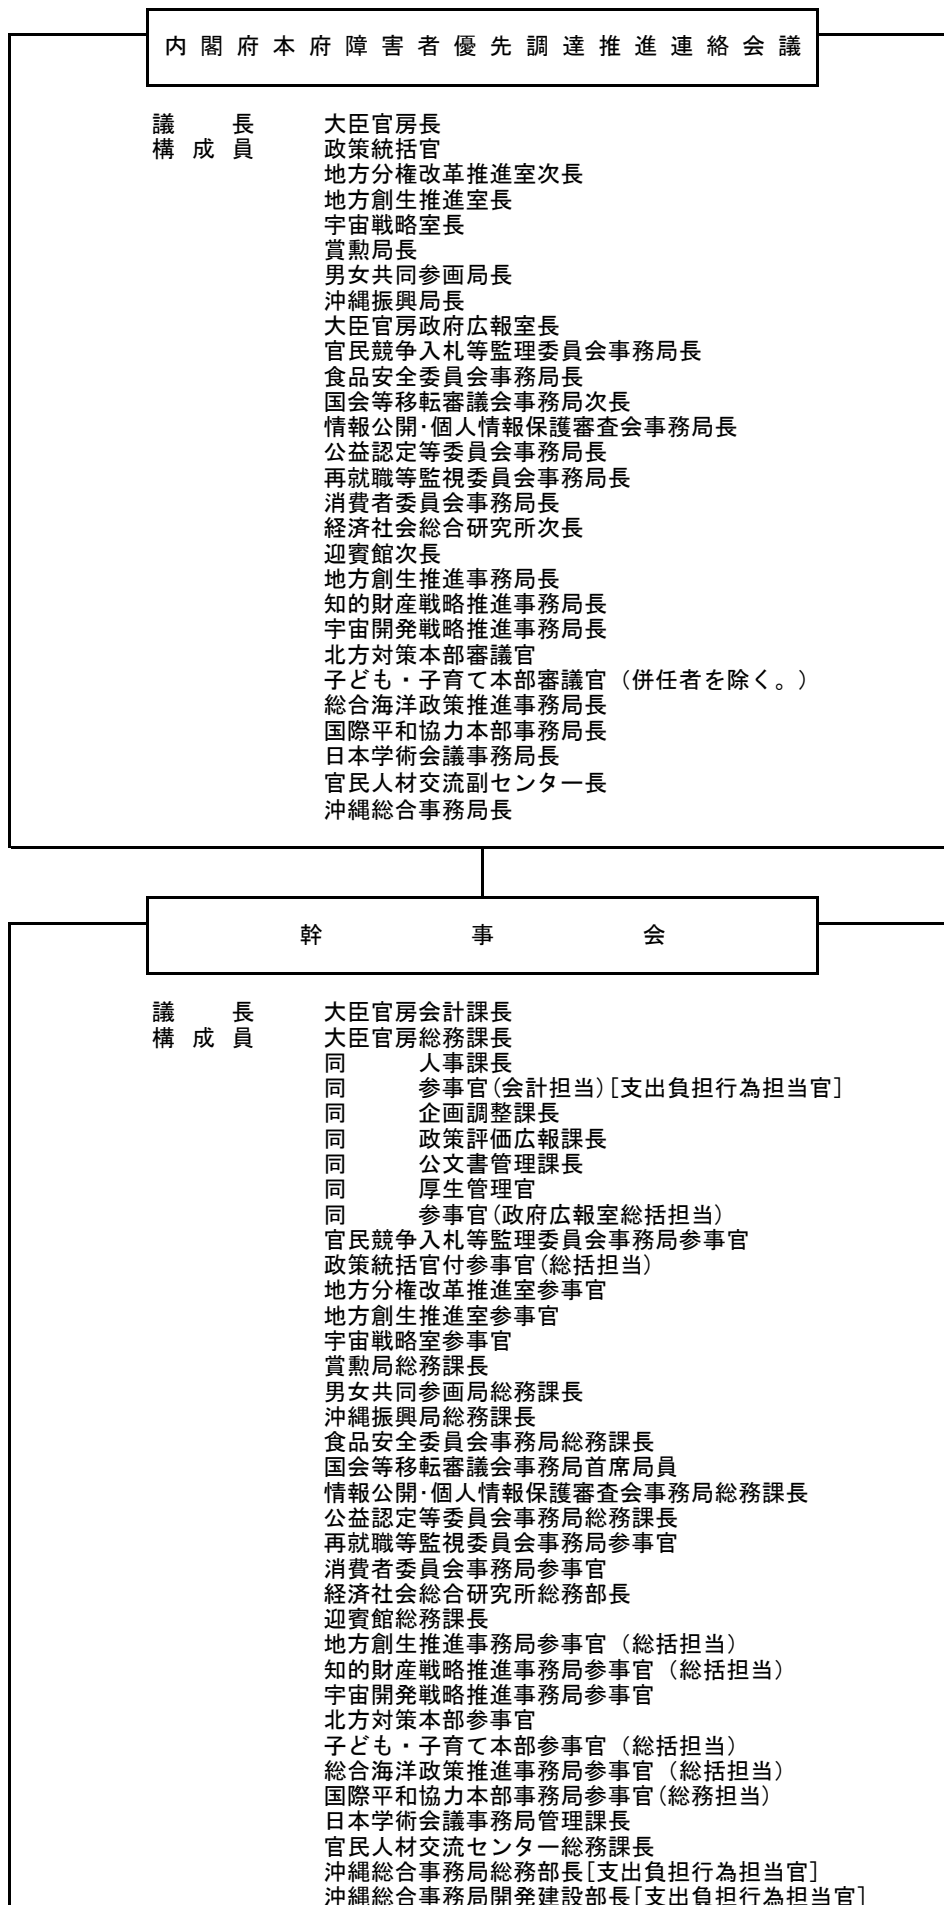 内閣府本府障害者優先調達推進連絡会議
議長 大臣官房長
構成員 政策統括官
地方分権改革推進室次長
地方創生推進室長
宇宙戦略室長
賞勲局長
男女共同参画局長
沖縄振興局長
大臣官房政府広報室長
官民競争入札等監理委員会事務局長
食品安全委員会事務局長
国会等移転審議会事務局次長
情報公開・個人情報保護審査会事務局長
公益認定等委員会事務局長
再就職等監視委員会事務局長
消費者委員会事務局長
経済社会総合研究所次長
迎賓館次長
地方創生推進事務局長
知的財産戦略推進事務局長
宇宙開発戦略推進事務局長
北方対策本部審議官
子ども・子育て本部審議官（併任者を除く。）
総合海洋政策推進事務局長
国際平和協力本部事務局長
日本学術会議事務局長
官民人材交流副センター長
沖縄総合事務局長
幹事会
議長 大臣官房会計課長
構成員 大臣官房総務課長
同 人事課長
同 参事官(会計担当)[支出負担行為担当官]
同 企画調整課長
同 政策評価広報課長
同 公文書管理課長
同 厚生管理官
同 参事官(政府広報室総括担当)
官民競争入札等監理委員会事務局参事官
政策統括官付参事官(総括担当)
地方分権改革推進室参事官
地方創生推進室参事官
宇宙戦略室参事官
賞勲局総務課長
男女共同参画局総務課長
沖縄振興局総務課長
食品安全委員会事務局総務課長
国会等移転審議会事務局首席局員
情報公開・個人情報保護審査会事務局総務課長
公益認定等委員会事務局総務課長
再就職等監視委員会事務局参事官
消費者委員会事務局参事官
経済社会総合研究所総務部長
迎賓館総務課長
地方創生推進事務局参事官（総括担当）
知的財産戦略推進事務局参事官（総括担当）
宇宙開発戦略推進事務局参事官
北方対策本部参事官
子ども・子育て本部参事官（総括担当）
総合海洋政策推進事務局参事官（総括担当）
国際平和協力本部事務局参事官(総務担当)
日本学術会議事務局管理課長
官民人材交流センター総務課長
沖縄総合事務局総務部長[支出負担行為担当官]
沖縄総合事務局開発建設部長[支出負担行為担当官]